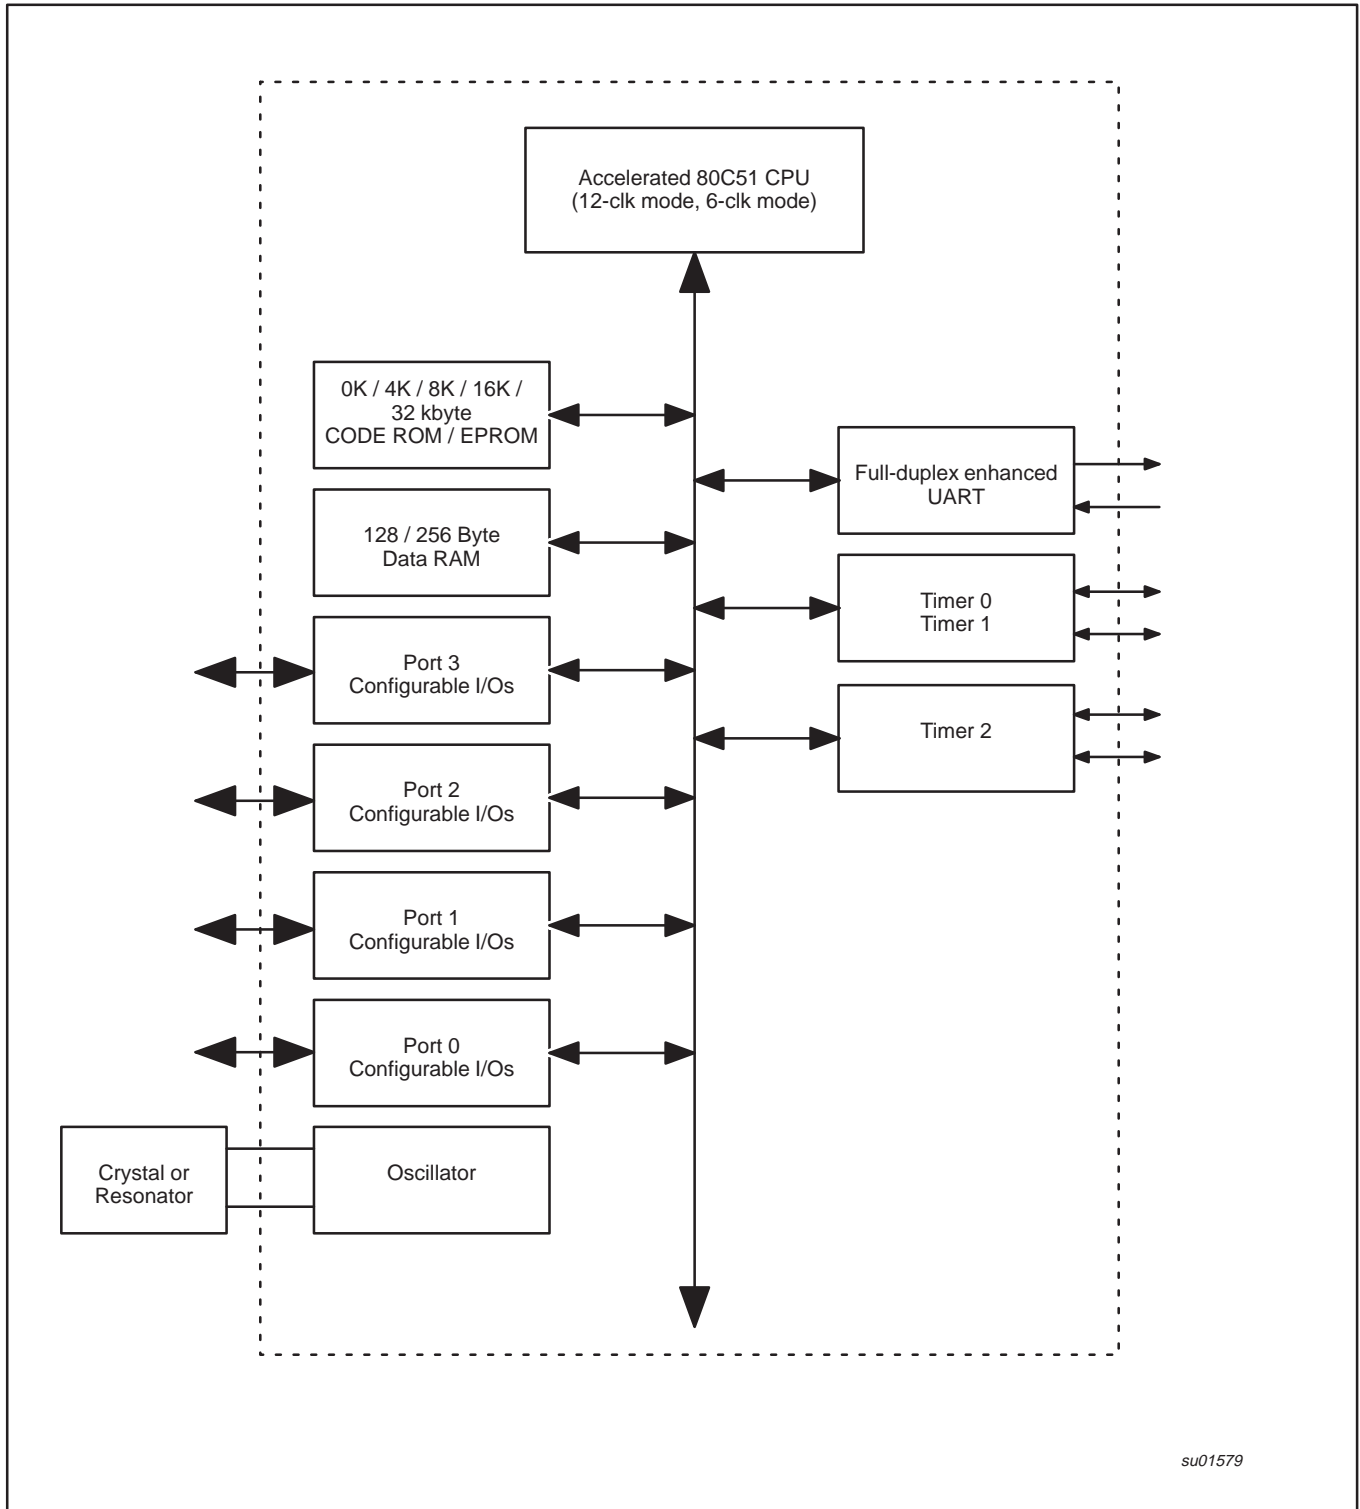 Accelerated 80C51 CPU
(12-clk mode, 6-clk mode)
0K / 4K / 8K / 16K /
32 kbyte
CODE ROM / EPROM
Full-duplex enhanced
UART
128 / 256 Byte
Data RAM
Timer 0
Timer 1
Port 3
Configurable I/Os
Timer 2
Port 2
Configurable I/Os
Port 1
Configurable I/Os
Port 0
Configurable I/Os
Crystal or
Resonator
Oscillator
su01579